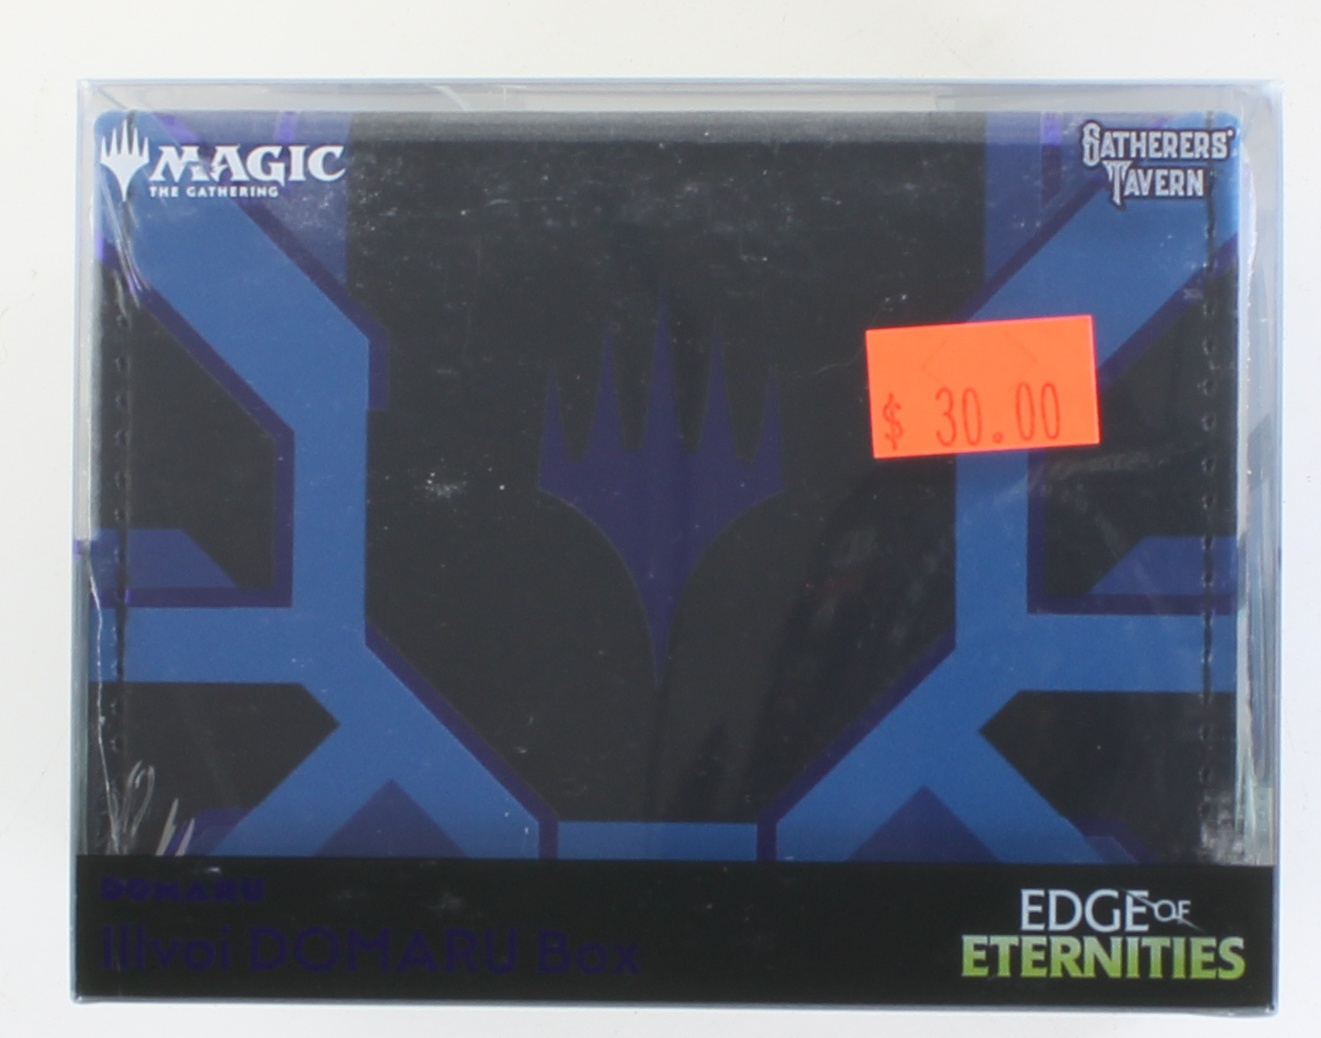 MAGIC
THE GATHERING
GATHERERS'
TAVERN
$ 30.00
DOMARU
Illvoi DOMARU Box
EDGE OF
ETERNITIES